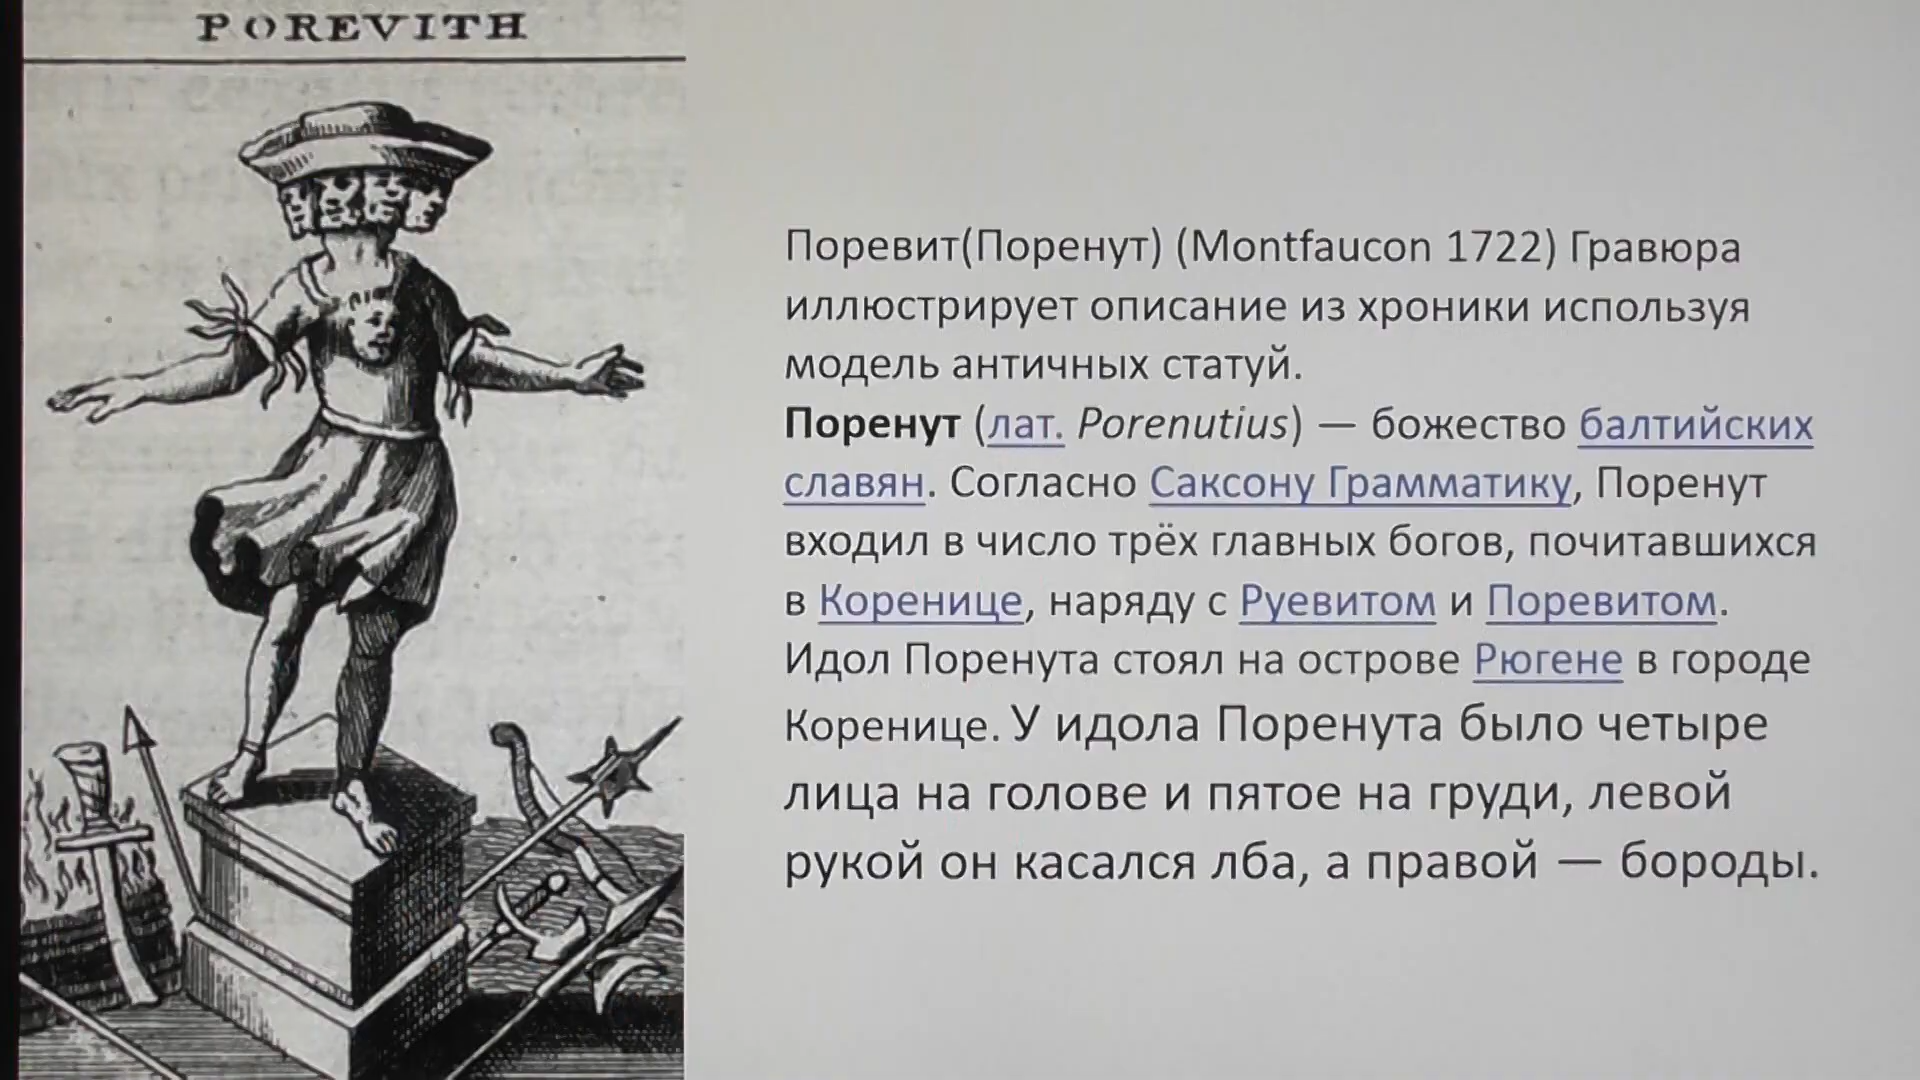 POREVITH
Поревит(Поренут) (Montfaucon 1722) Гравюра
иллюстрирует описание из хроники используя
модель античных статуй.
Поренут (лат. Porenutius) — божество балтийских
славян. Согласно Саксону Грамматику, Поренут
входил в число трёх главных богов, почитавшихся
в Коренице, наряду с Руевитом и Поревитом.
Идол Поренута стоял на острове Рюгене в городе
Коренице. У идола Поренута было четыре
лица на голове и пятое на груди, левой
рукой он касался лба, а правой — бороды.